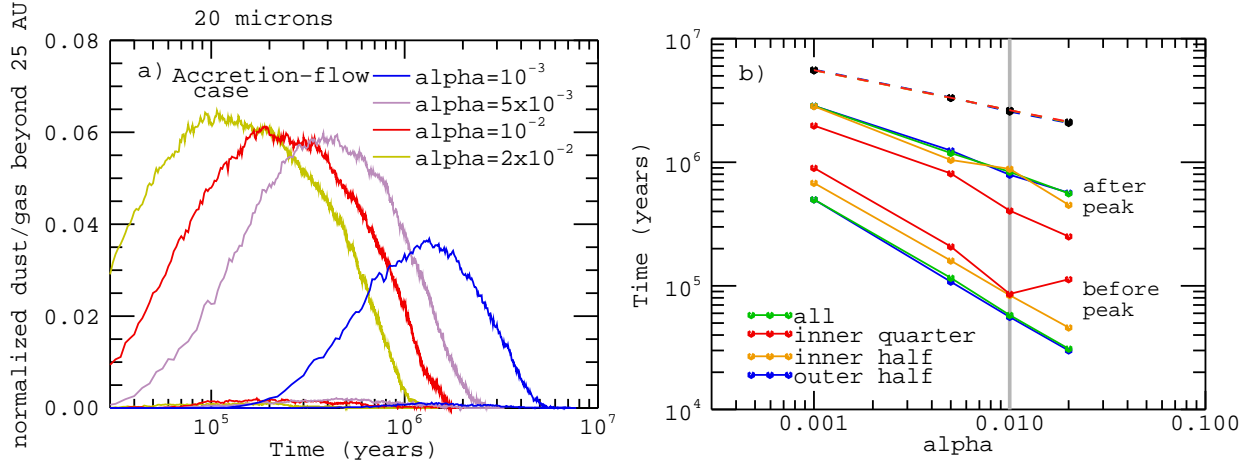 20 microns
normalized dust/gas beyond 25 AU
0.08
0.06
0.04
0.02
0.00
a) Accretion-flow
case
alpha=10⁻³
alpha=5x10⁻³
alpha=10⁻²
alpha=2x10⁻²
10⁵ 10⁶ 10⁷
Time (years)
b)
Time (years)
10⁷
10⁶
10⁵
10⁴
after
peak
before
peak
all
inner quarter
inner half
outer half
0.001 0.010 0.100
alpha